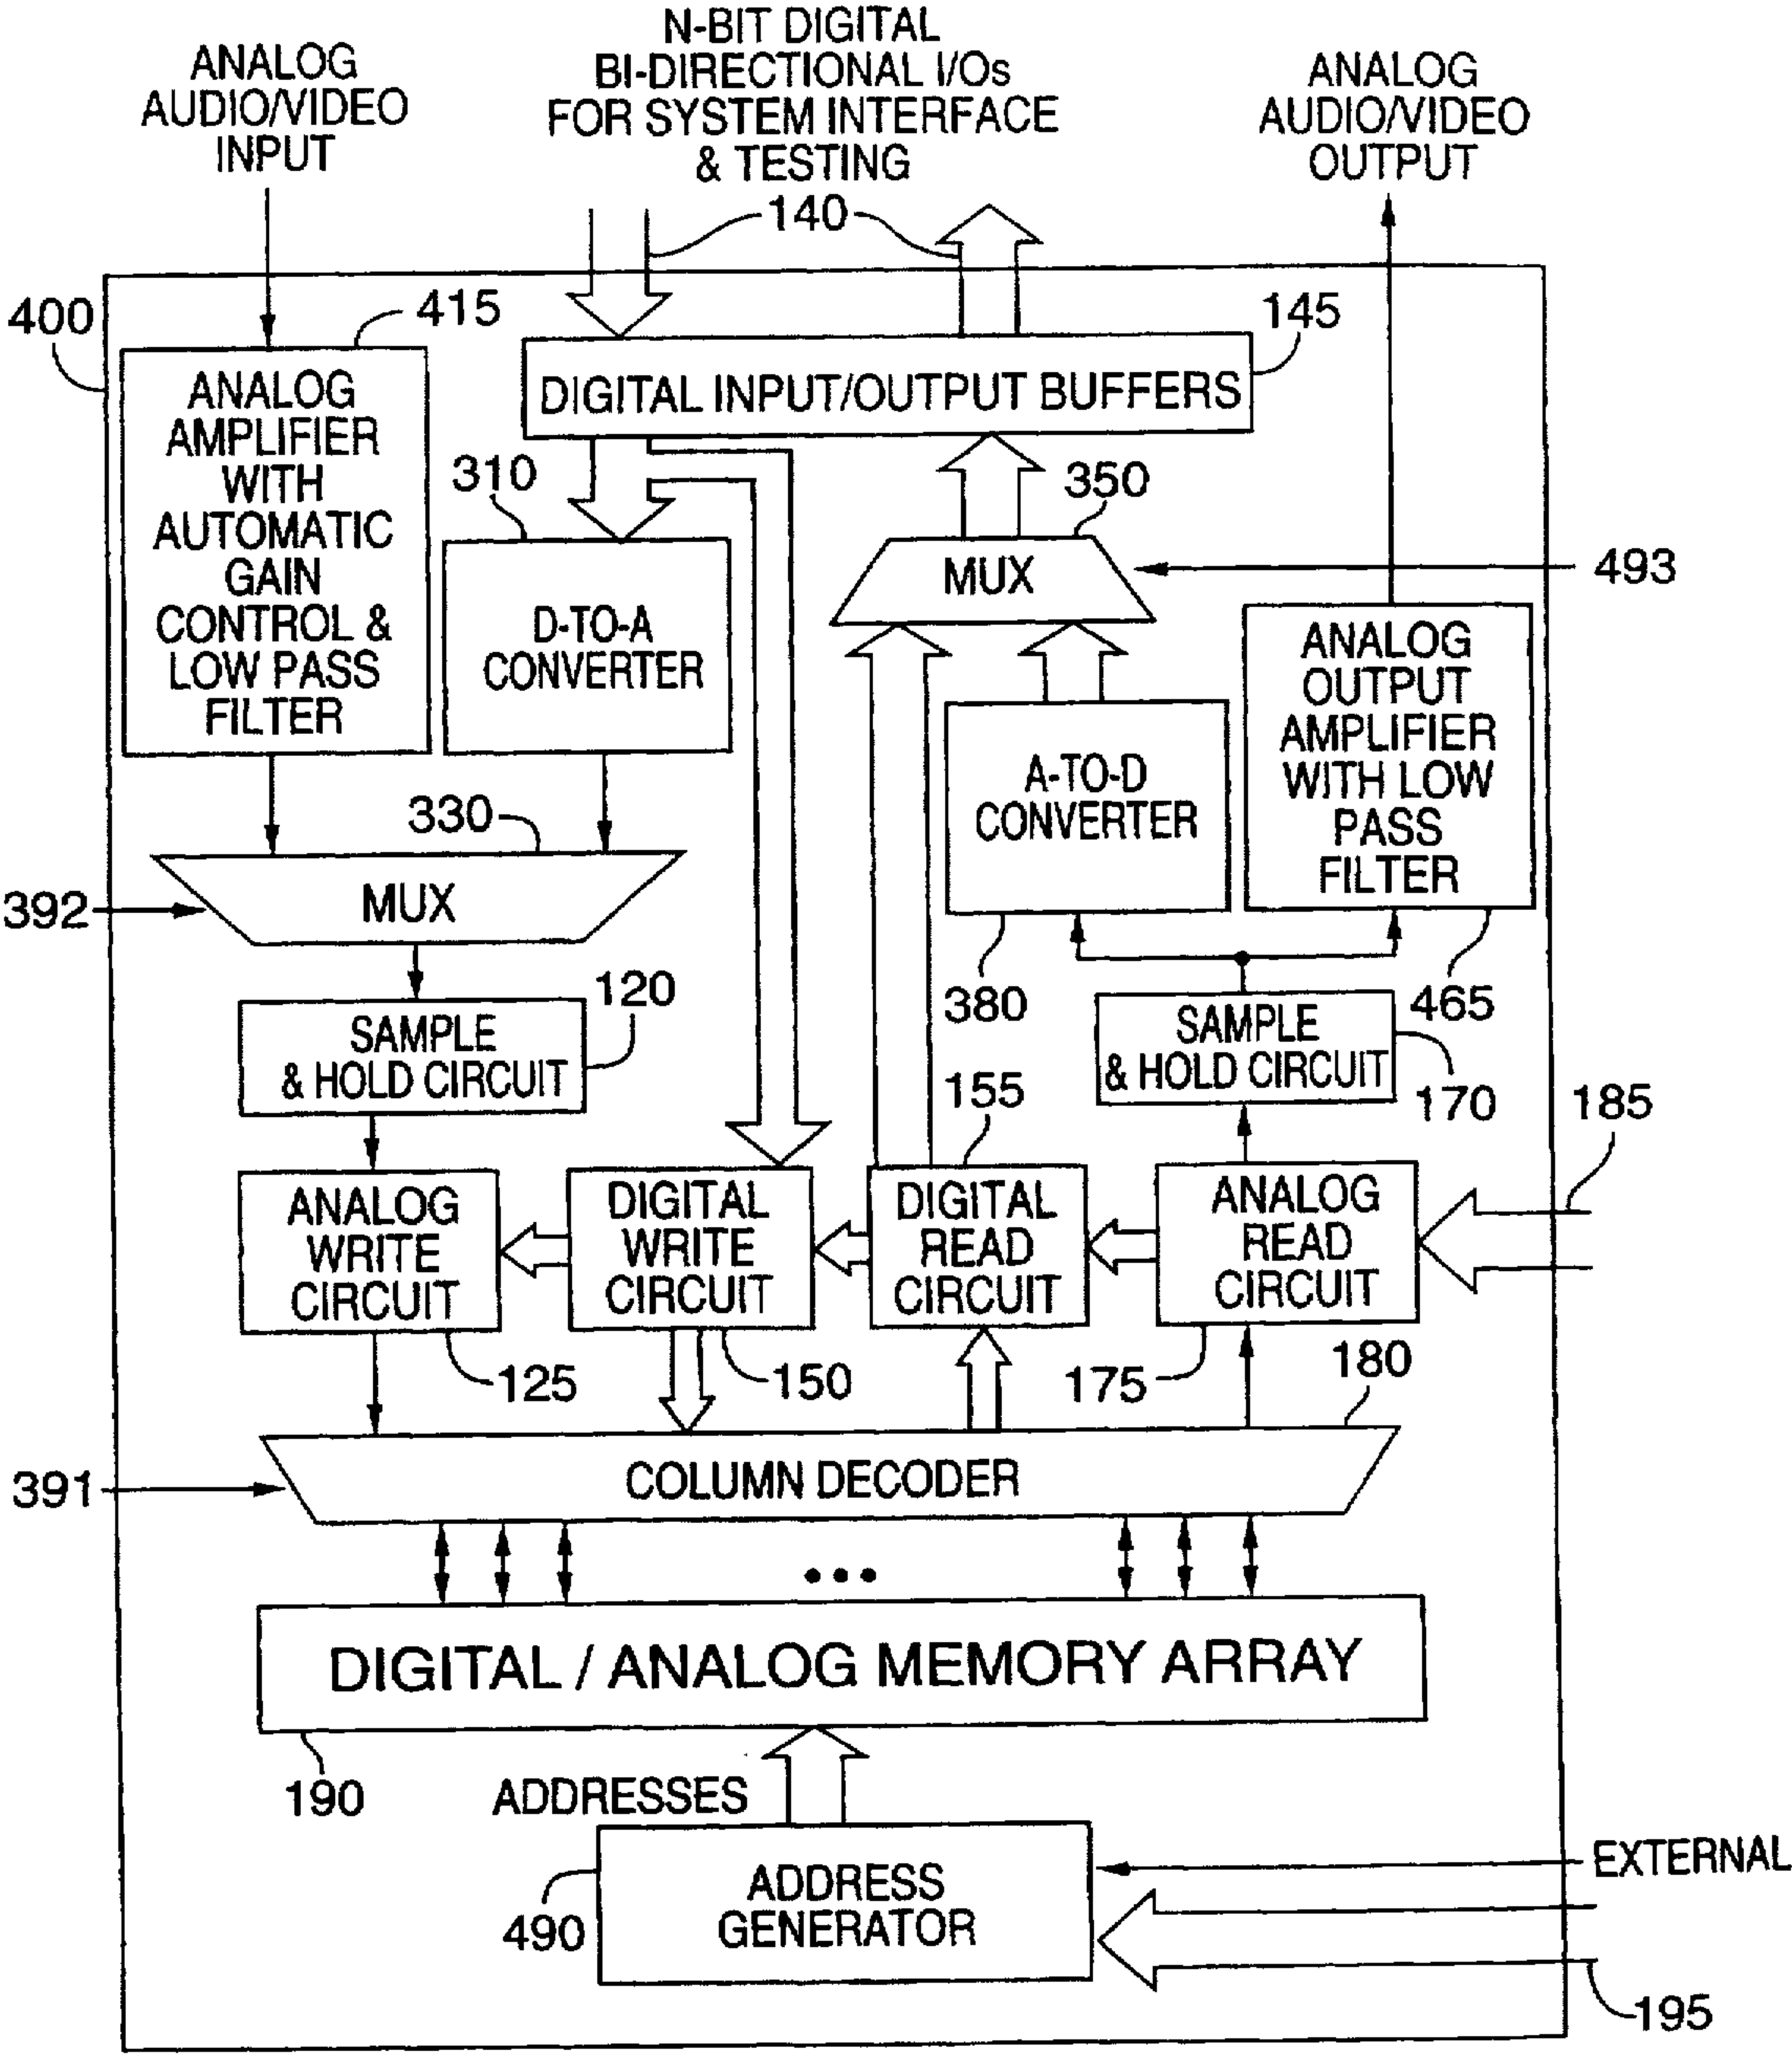 N-BIT DIGITAL
BI-DIRECTIONAL I/Os
FOR SYSTEM INTERFACE
& TESTING
ANALOG
AUDIO/VIDEO
INPUT
ANALOG
AUDIO/VIDEO
OUTPUT
140
400
415
145
ANALOG
AMPLIFIER
WITH
AUTOMATIC
GAIN
CONTROL &
LOW PASS
FILTER
DIGITAL INPUT/OUTPUT BUFFERS
310
350
D-TO-A
CONVERTER
MUX
493
ANALOG
OUTPUT
AMPLIFIER
WITH LOW
PASS
FILTER
A-TO-D
CONVERTER
330
392
MUX
380
465
120
SAMPLE
& HOLD CIRCUIT
SAMPLE
& HOLD CIRCUIT
170
155
185
ANALOG
WRITE
CIRCUIT
DIGITAL
WRITE
CIRCUIT
DIGITAL
READ
CIRCUIT
ANALOG
READ
CIRCUIT
125
150
175
180
391
COLUMN DECODER
DIGITAL / ANALOG MEMORY ARRAY
190
ADDRESSES
490
ADDRESS
GENERATOR
EXTERNAL
195